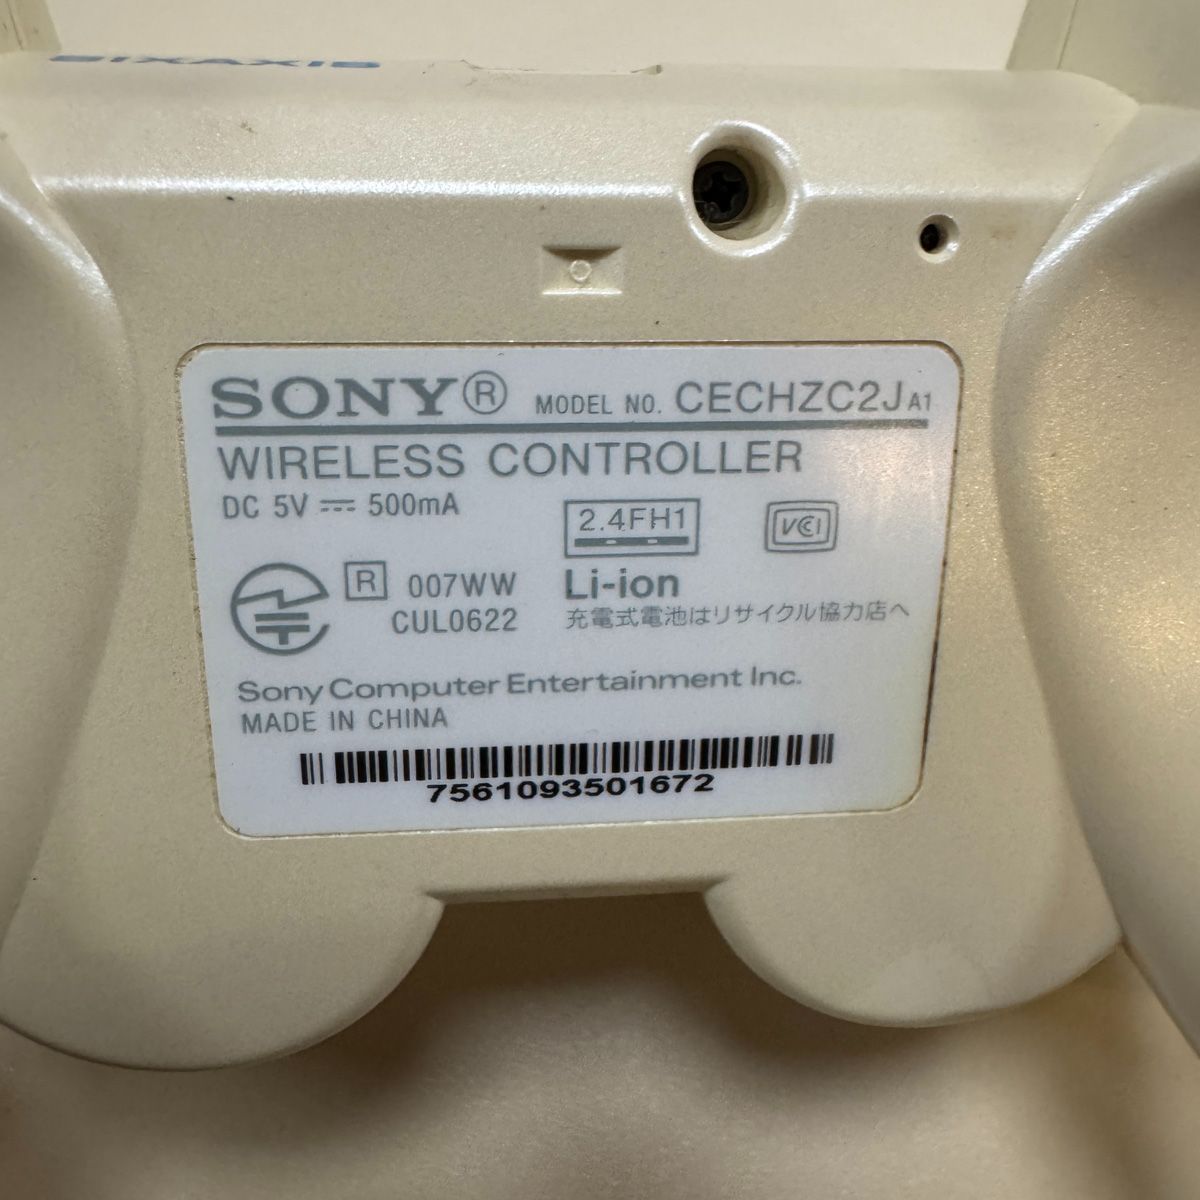 SIXAXIS
SONY® MODEL NO. CECHZC2J A1
WIRELESS CONTROLLER
DC 5V ⎓ 500mA
2.4FH1
VCI
R 007WW
CUL0622
Li-ion
充電式電池はリサイクル協力店へ
Sony Computer Entertainment Inc.
MADE IN CHINA
7561093501672